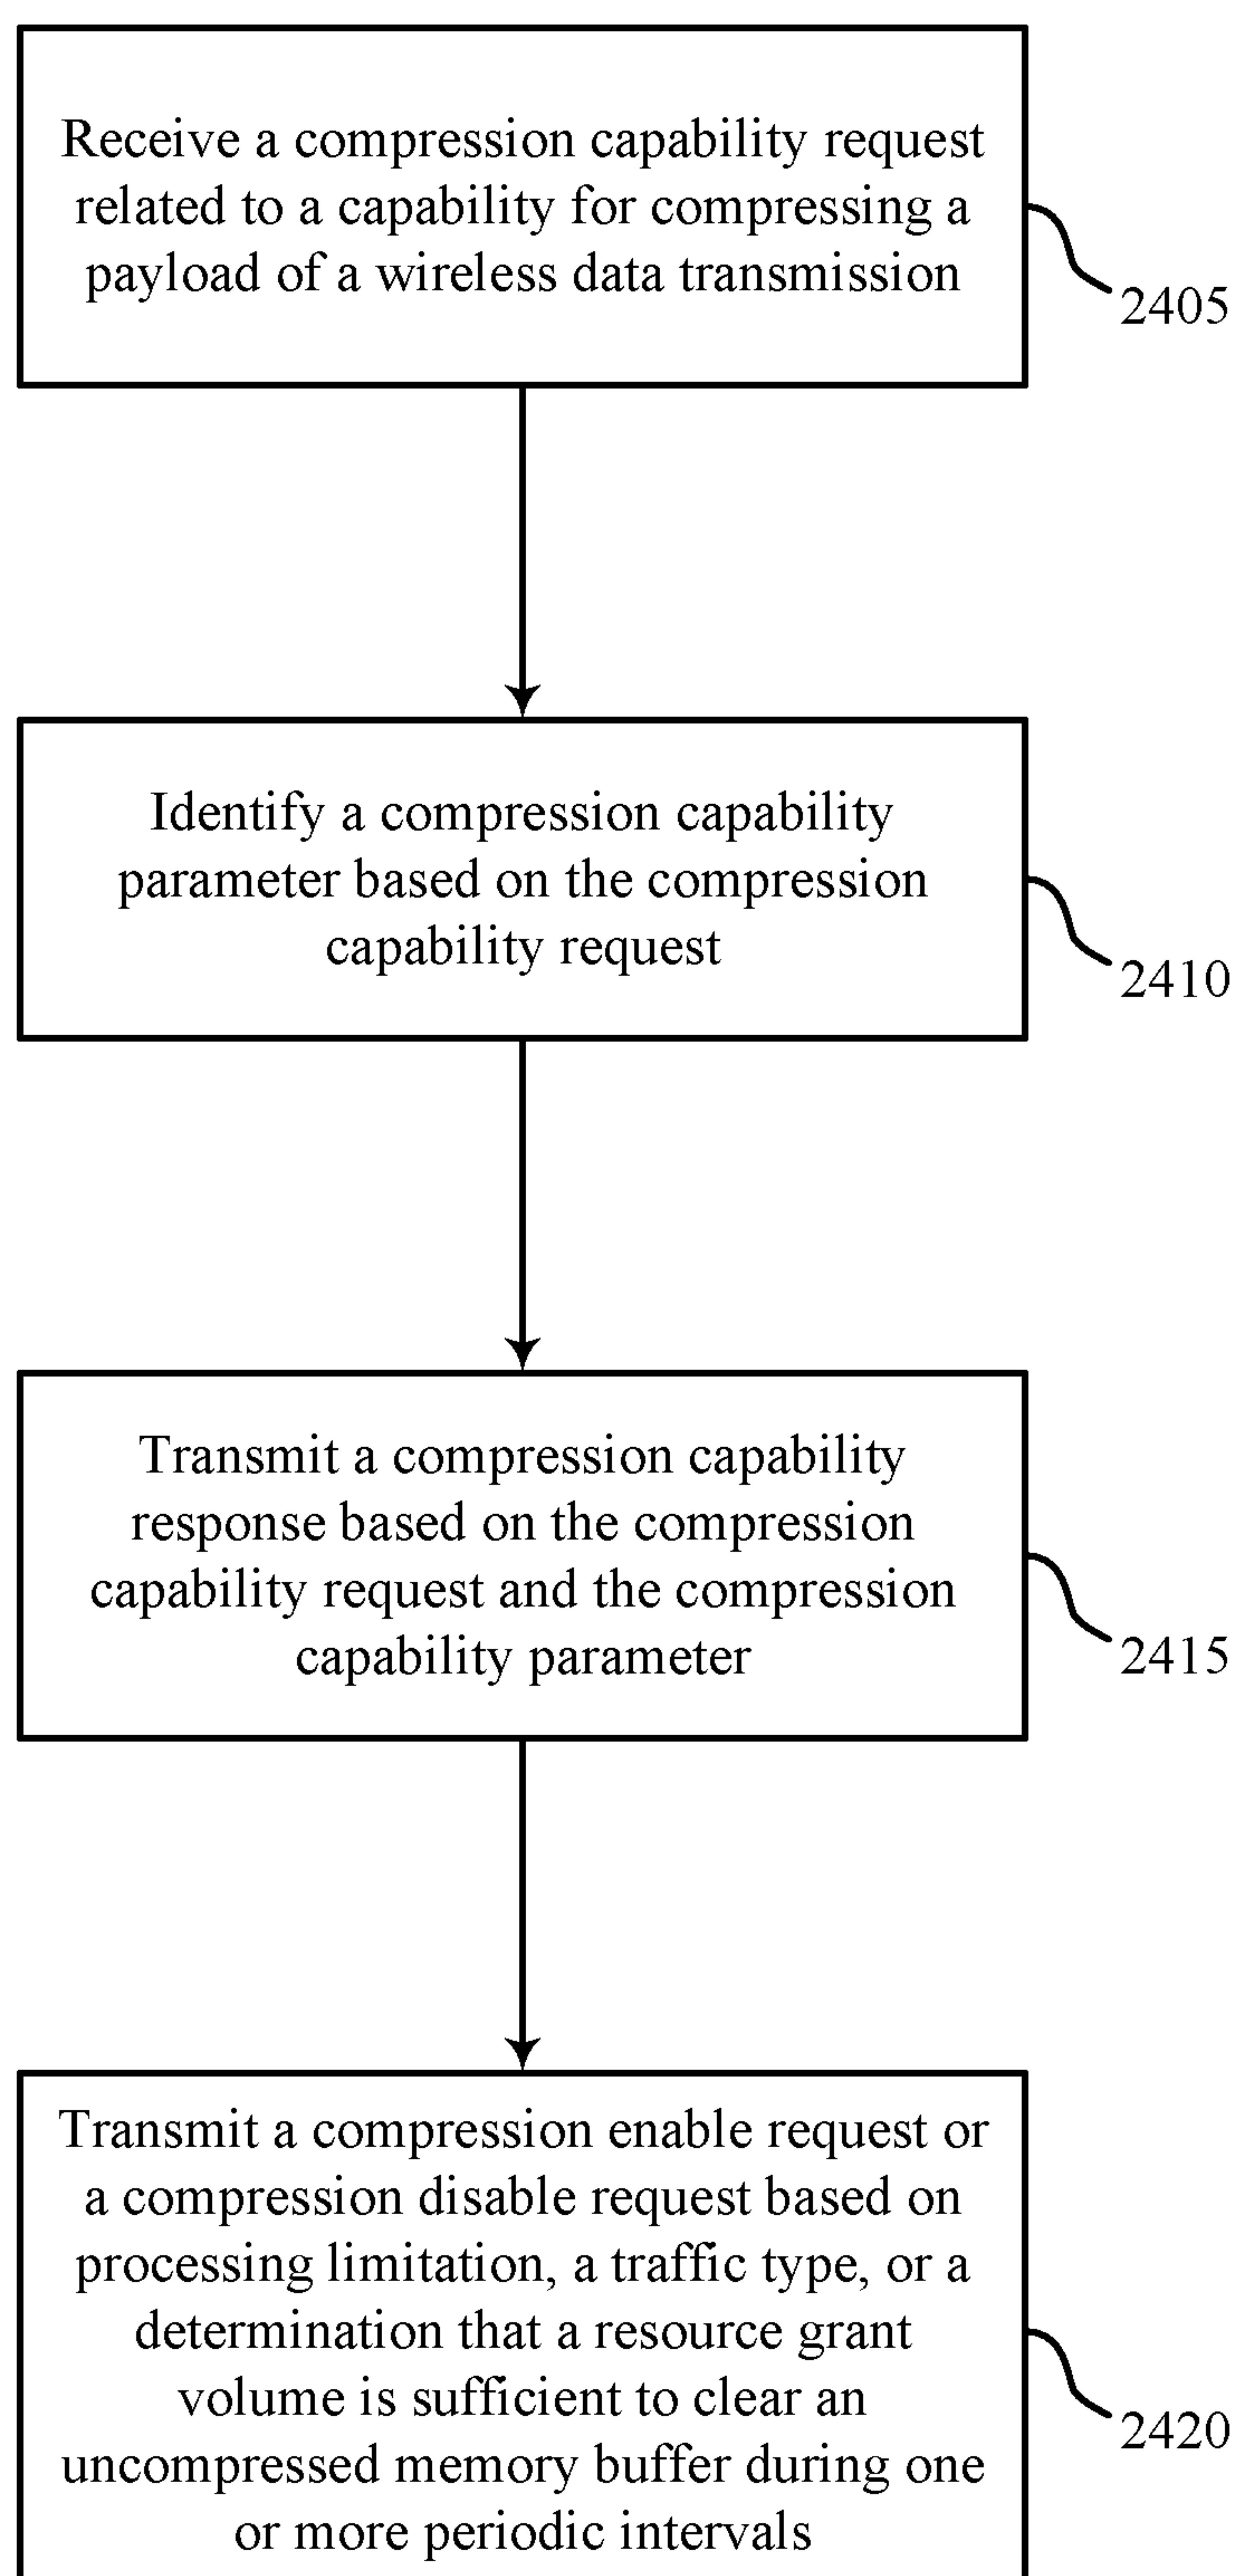 Receive a compression capability request
related to a capability for compressing a
payload of a wireless data transmission
2405
Identify a compression capability
parameter based on the compression
capability request
2410
Transmit a compression capability
response based on the compression
capability request and the compression
capability parameter
2415
Transmit a compression enable request or
a compression disable request based on
processing limitation, a traffic type, or a
determination that a resource grant
volume is sufficient to clear an
uncompressed memory buffer during one
or more periodic intervals
2420